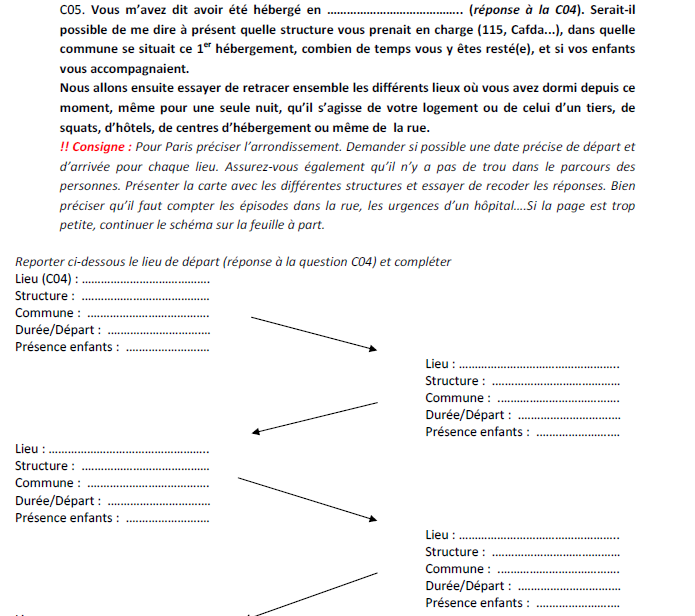 C05. Vous m’avez dit avoir été hébergé en ………………………………….. (réponse à la C04). Serait-il
possible de me dire à présent quelle structure vous prenait en charge (115, Cafda...), dans quelle
commune se situait ce 1er hébergement, combien de temps vous y êtes resté(e), et si vos enfants
vous accompagnaient.
Nous allons ensuite essayer de retracer ensemble les différents lieux où vous avez dormi depuis ce
moment, même pour une seule nuit, qu’il s’agisse de votre logement ou de celui d’un tiers, de
squats, d’hôtels, de centres d’hébergement ou même de la rue.
!! Consigne : Pour Paris préciser l’arrondissement. Demander si possible une date précise de départ et
d’arrivée pour chaque lieu. Assurez-vous également qu’il n’y a pas de trou dans le parcours des
personnes. Présenter la carte avec les différentes structures et essayer de recoder les réponses. Bien
préciser qu’il faut compter les épisodes dans la rue, les urgences d’un hôpital….Si la page est trop
petite, continuer le schéma sur la feuille à part.
Reporter ci-dessous le lieu de départ (réponse à la question C04) et compléter
Lieu (C04) : ………………………………….
Structure : ………………………………….
Commune : ………………………………..
Durée/Départ : …………………………..
Présence enfants : ……………………..
Lieu : …………………………………………..
Structure : ………………………………….
Commune : ………………………………..
Durée/Départ : …………………………..
Présence enfants : ……………………..
Lieu : …………………………………………..
Structure : ………………………………….
Commune : ………………………………..
Durée/Départ : …………………………..
Présence enfants : ……………………..
Lieu : …………………………………………..
Structure : ………………………………….
Commune : ………………………………..
Durée/Départ : …………………………..
Présence enfants : ……………………..